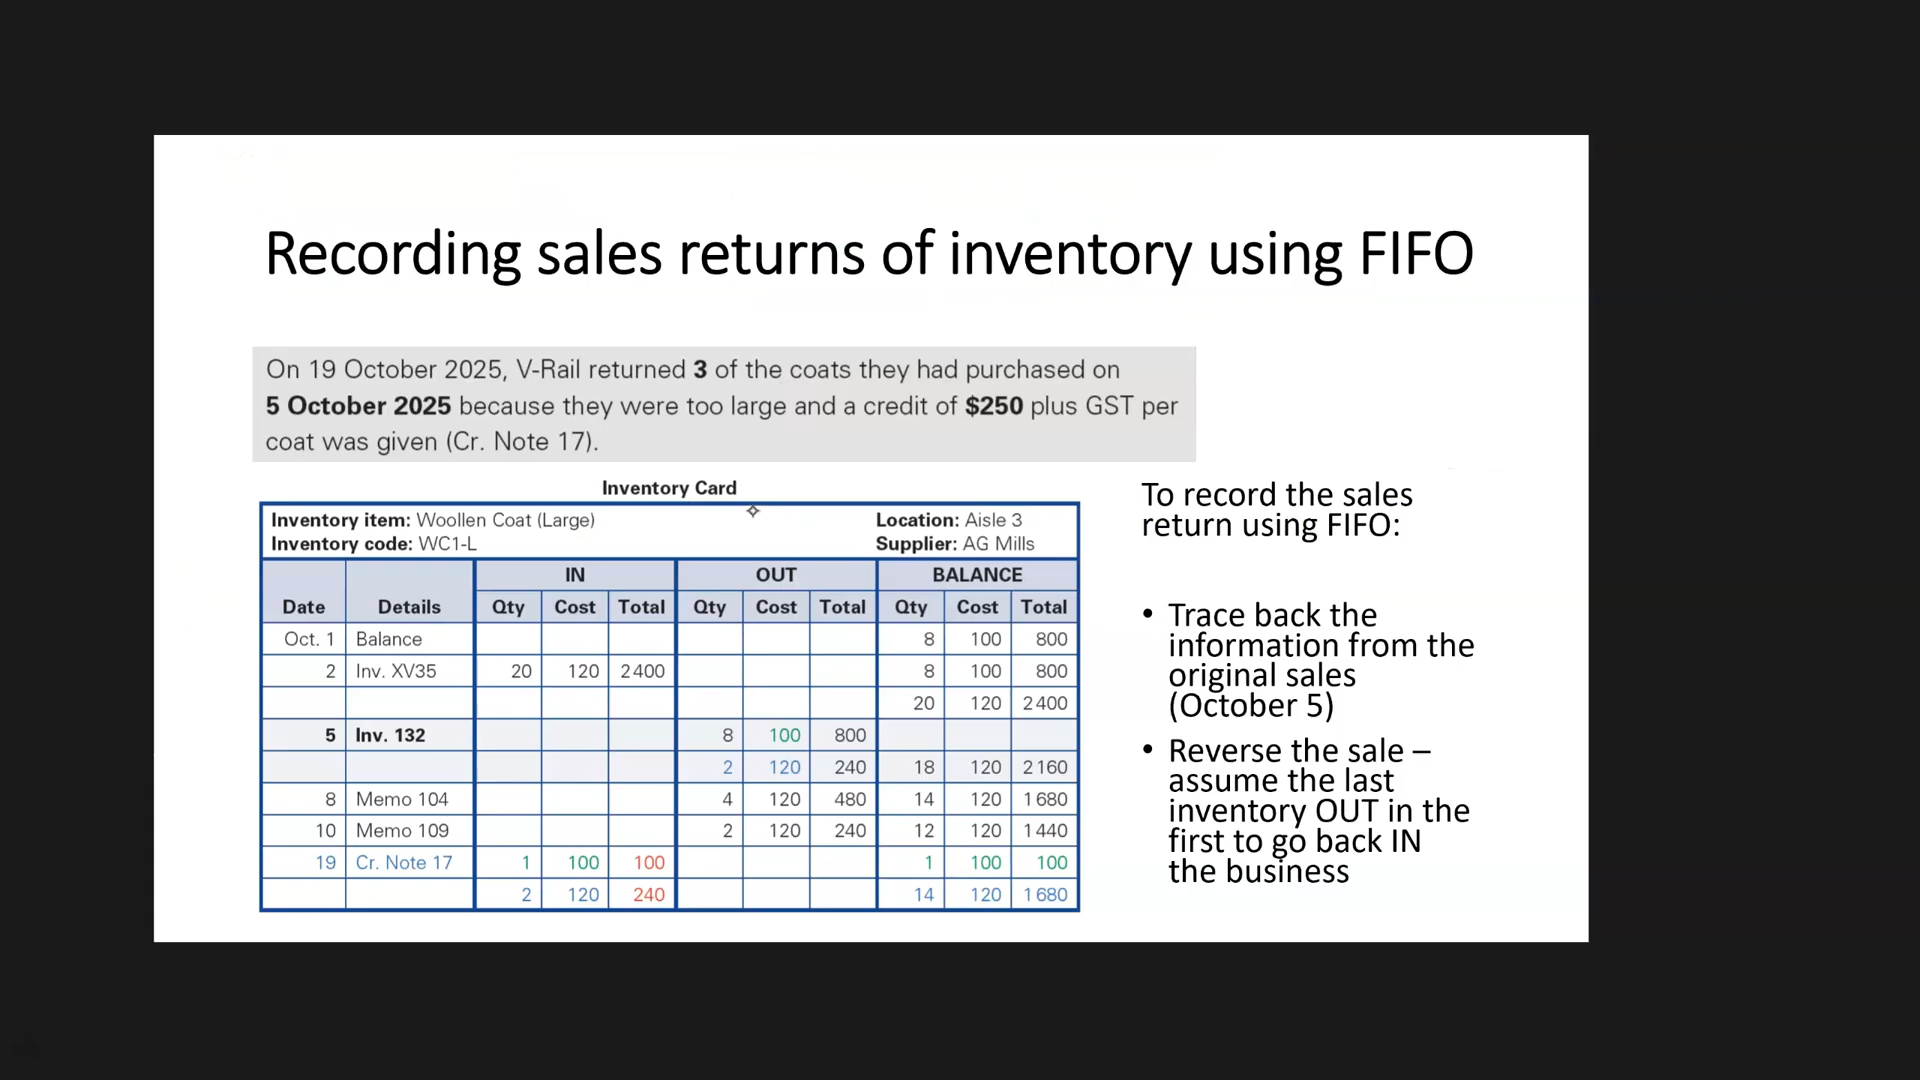 Recording sales returns of inventory using FIFO
On 19 October 2025, V-Rail returned 3 of the coats they had purchased on
5 October 2025 because they were too large and a credit of $250 plus GST per
coat was given (Cr. Note 17).
Inventory Card
Inventory item: Woollen Coat (Large) Location: Aisle 3
Inventory code: WC1-L Supplier: AG Mills
IN OUT BALANCE
Date Details Qty Cost Total Qty Cost Total Qty Cost Total
Oct. 1 Balance 8 100 800
2 Inv. XV35 20 120 2 400 8 100 800
20 120 2 400
5 Inv. 132 8 100 800
2 120 240 18 120 2 160
8 Memo 104 4 120 480 14 120 1 680
10 Memo 109 2 120 240 12 120 1 440
19 Cr. Note 17 1 100 100 1 100 100
2 120 240 14 120 1 680
To record the sales
return using FIFO:
• Trace back the
information from the
original sales
(October 5)
• Reverse the sale –
assume the last
inventory OUT in the
first to go back IN
the business